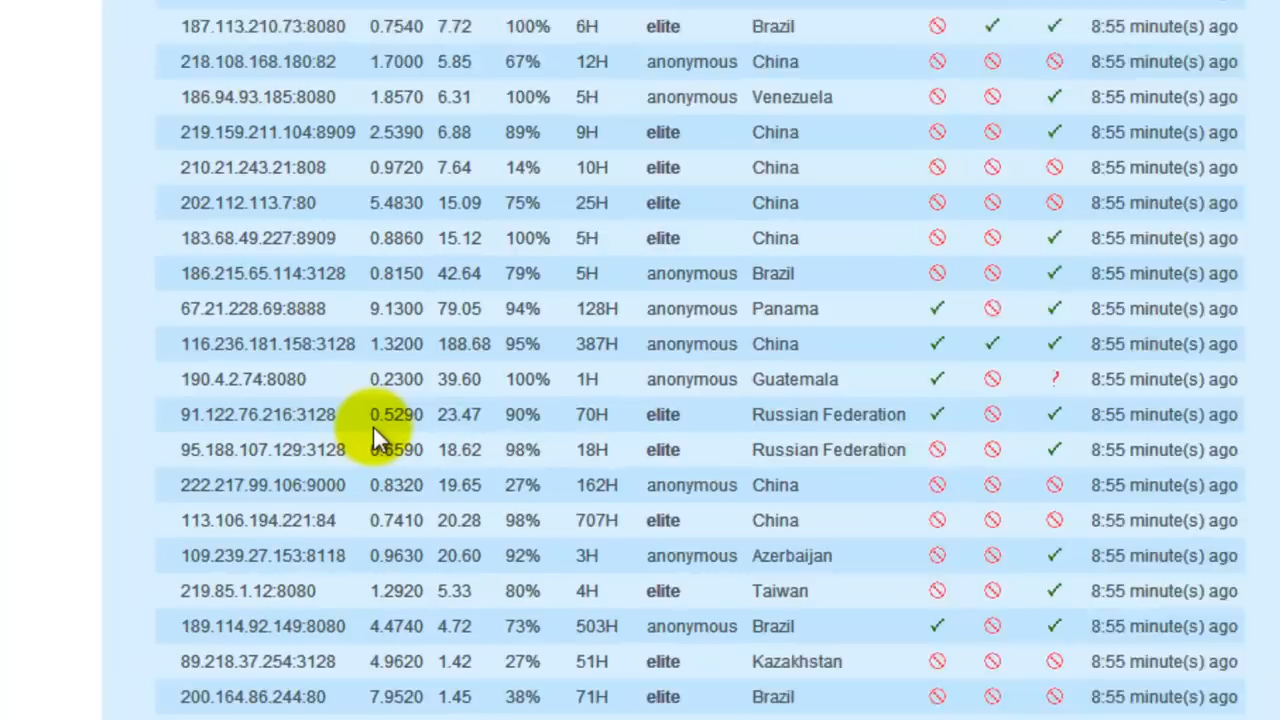 187.113.210.73:8080 0.7540 7.72 100% 6H elite Brazil 8:55 minute(s) ago
218.108.168.180:82 1.7000 5.85 67% 12H anonymous China 8:55 minute(s) ago
186.94.93.185:8080 1.8570 6.31 100% 5H anonymous Venezuela 8:55 minute(s) ago
219.159.211.104:8909 2.5390 6.88 89% 9H elite China 8:55 minute(s) ago
210.21.243.21:808 0.9720 7.64 14% 10H elite China 8:55 minute(s) ago
202.112.113.7:80 5.4830 15.09 75% 25H elite China 8:55 minute(s) ago
183.68.49.227:8909 0.8860 15.12 100% 5H elite China 8:55 minute(s) ago
186.215.65.114:3128 0.8150 42.64 79% 5H anonymous Brazil 8:55 minute(s) ago
67.21.228.69:8888 9.1300 79.05 94% 128H anonymous Panama 8:55 minute(s) ago
116.236.181.158:3128 1.3200 188.68 95% 387H anonymous China 8:55 minute(s) ago
190.4.2.74:8080 0.2300 39.60 100% 1H anonymous Guatemala ? 8:55 minute(s) ago
91.122.76.216:3128 0.5290 23.47 90% 70H elite Russian Federation 8:55 minute(s) ago
95.188.107.129:3128 18.62 98% 18H elite Russian Federation 8:55 minute(s) ago
222.217.99.106:9000 0.8320 19.65 27% 162H anonymous China 8:55 minute(s) ago
113.106.194.221:84 0.7410 20.28 98% 707H elite China 8:55 minute(s) ago
109.239.27.153:8118 0.9630 20.60 92% 3H anonymous Azerbaijan 8:55 minute(s) ago
219.85.1.12:8080 1.2920 5.33 80% 4H elite Taiwan 8:55 minute(s) ago
189.114.92.149:8080 4.4740 4.72 73% 503H anonymous Brazil 8:55 minute(s) ago
89.218.37.254:3128 4.9620 1.42 27% 51H elite Kazakhstan 8:55 minute(s) ago
200.164.86.244:80 7.9520 1.45 38% 71H elite Brazil 8:55 minute(s) ago